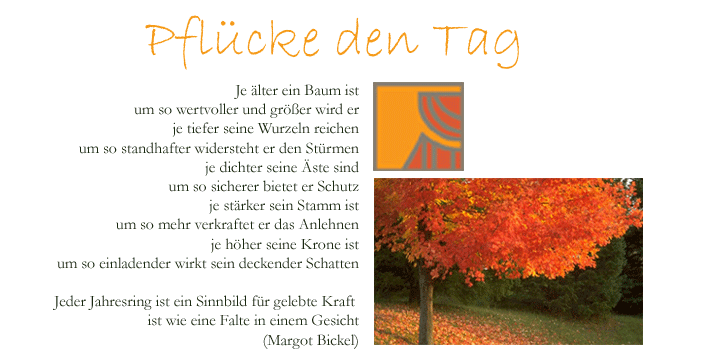 Pflücke den Tag
Je älter ein Baum ist
um so wertvoller und größer wird er
je tiefer seine Wurzeln reichen
um so standhafter widersteht er den Stürmen
je dichter seine Äste sind
um so sicherer bietet er Schutz
je stärker sein Stamm ist
um so mehr verkraftet er das Anlehnen
je höher seine Krone ist
um so einladender wirkt sein deckender Schatten
Jeder Jahresring ist ein Sinnbild für gelebte Kraft
ist wie eine Falte in einem Gesicht
(Margot Bickel)